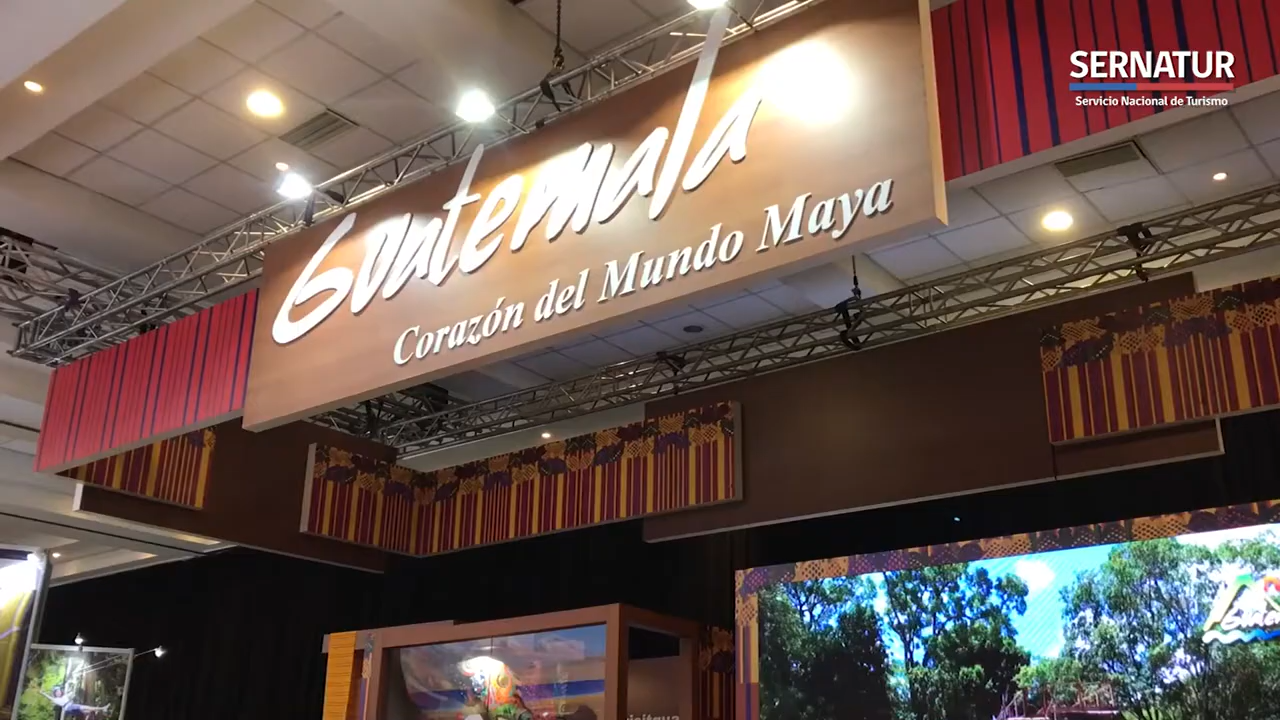 SERNATUR
Servicio Nacional de Turismo
Guatemala
Corazón del Mundo Maya